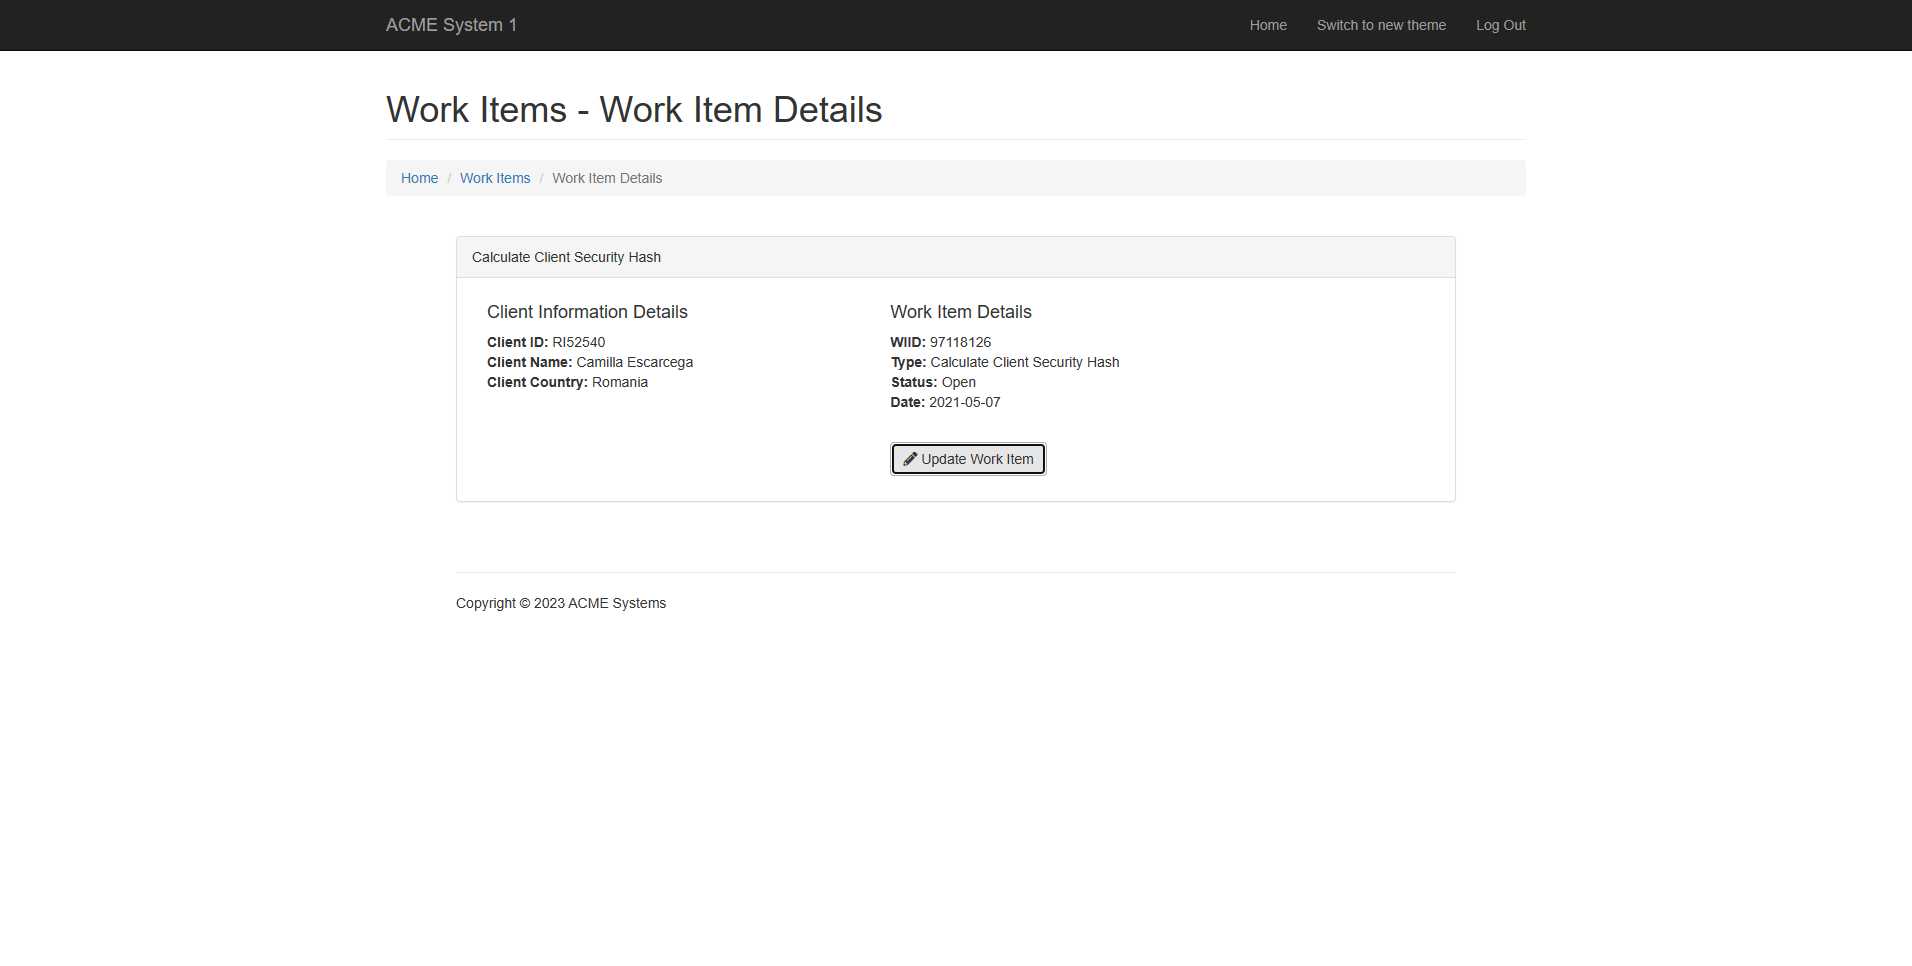 ACME System 1
Home
Switch to new theme
Log Out
Work Items - Work Item Details
Home / Work Items / Work Item Details
Calculate Client Security Hash
Client Information Details
Client ID: RI52540
Client Name: Camilla Escarcega
Client Country: Romania
Work Item Details
WIID: 97118126
Type: Calculate Client Security Hash
Status: Open
Date: 2021-05-07
Update Work Item
Copyright © 2023 ACME Systems